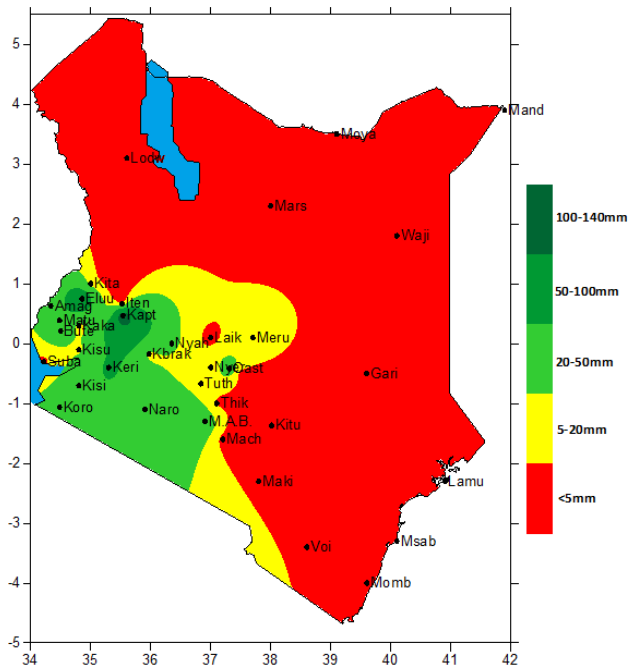 5
4
3
2
1
0
-1
-2
-3
-4
-5
34 35 36 37 38 39 40 41 42
Mand
Moya
Lodw
Mars
Waji
Kita
Eluu
Iten
Amag
Kapt
Matu
Kaka
Bute
Laik
Meru
Nyah
Kisu
Kbrak
Suba
Keri
Nye
Oast
Gari
Kisi
Tuth
Koro
Naro
Thik
M.A.B.
Kitu
Mach
Maki
Lamu
Voi
Msab
Momb
100-140mm
50-100mm
20-50mm
5-20mm
<5mm